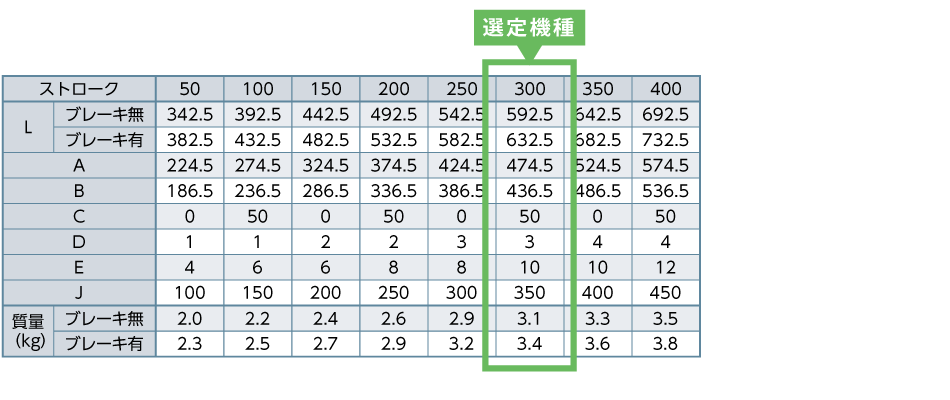 選定機種
ストローク 50 100 150 200 250 300 350 400
L ブレーキ無 342.5 392.5 442.5 492.5 542.5 592.5 642.5 692.5
ブレーキ有 382.5 432.5 482.5 532.5 582.5 632.5 682.5 732.5
A 224.5 274.5 324.5 374.5 424.5 474.5 524.5 574.5
B 186.5 236.5 286.5 336.5 386.5 436.5 486.5 536.5
C 0 50 0 50 0 50 0 50
D 1 1 2 2 3 3 4 4
E 4 6 6 8 8 10 10 12
J 100 150 200 250 300 350 400 450
質量(kg) ブレーキ無 2.0 2.2 2.4 2.6 2.9 3.1 3.3 3.5
ブレーキ有 2.3 2.5 2.7 2.9 3.2 3.4 3.6 3.8